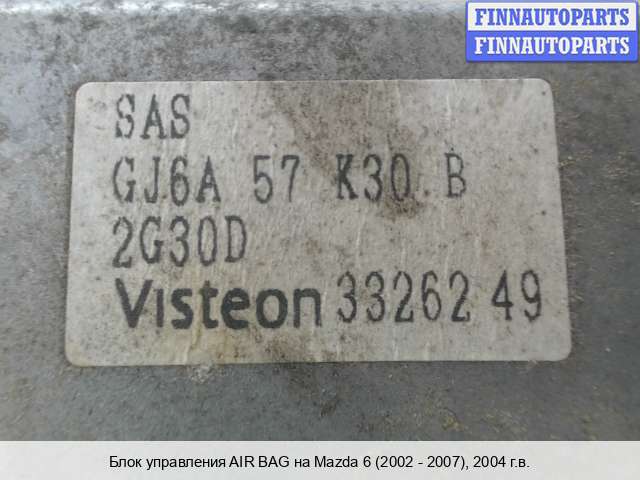 FINNAUTOPARTS
FINNAUTOPARTS
SAS
GJ6A 57 K30 B
2G30D
Visteon 33262 49
Блок управления AIR BAG на Mazda 6 (2002 - 2007), 2004 г.в.